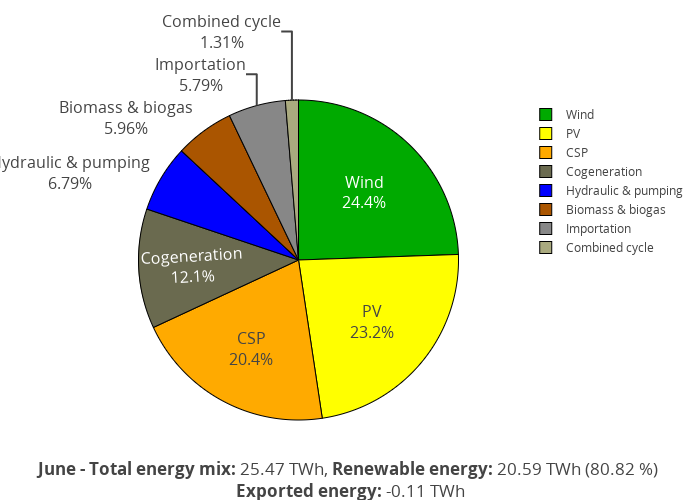 Combined cycle
1.31%
Importation
5.79%
Biomass & biogas
5.96%
ydraulic & pumping
6.79%
Wind
24.4%
Cogeneration
12.1%
PV
23.2%
CSP
20.4%
Wind
PV
CSP
Cogeneration
Hydraulic & pumping
Biomass & biogas
Importation
Combined cycle
June - Total energy mix: 25.47 TWh, Renewable energy: 20.59 TWh (80.82 %)
Exported energy: -0.11 TWh